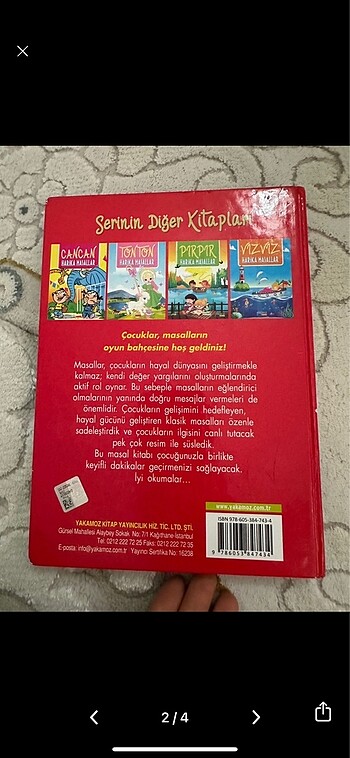 Serinin Diğer Kitapları
CANCAN
HARİKA MASALLAR
TONTON
HARİKA MASALLAR
PIRPIR
HARİKA MASALLAR
VIZVIZ
HARİKA MASALLAR
Çocuklar, masalların
oyun bahçesine hoş geldiniz!
Masallar, çocukların hayal dünyasını geliştirmekle
kalmaz; kendi değer yargılarını oluşturmalarında
aktif rol oynar. Bu sebeple masalların eğlendirici
olmalarının yanında doğru mesajlar vermeleri de
önemlidir. Çocukların gelişimini hedefleyen,
hayal gücünü geliştiren klasik masalları özenle
sadeleştirdik ve çocukların ilgisini canlı tutacak
pek çok resim ile süsledik.
Bu masal kitabı çocuğunuzla birlikte
keyifli dakikalar geçirmenizi sağlayacak.
İyi okumalar...
www.yakamoz.com.tr
ISBN 978-605-384-743-4
9 786053 847434
YAKAMOZ KİTAP YAYINCILIK HİZ. TİC. LTD. ŞTİ.
Gürsel Mahallesi Alaybey Sokak No: 7/1 Kağıthane-İstanbul
Tel: 0212 222 72 25 Faks: 0212 222 72 35
E-posta: info@yakamoz.com.tr Yayıncı Sertifika No: 16238
2/4